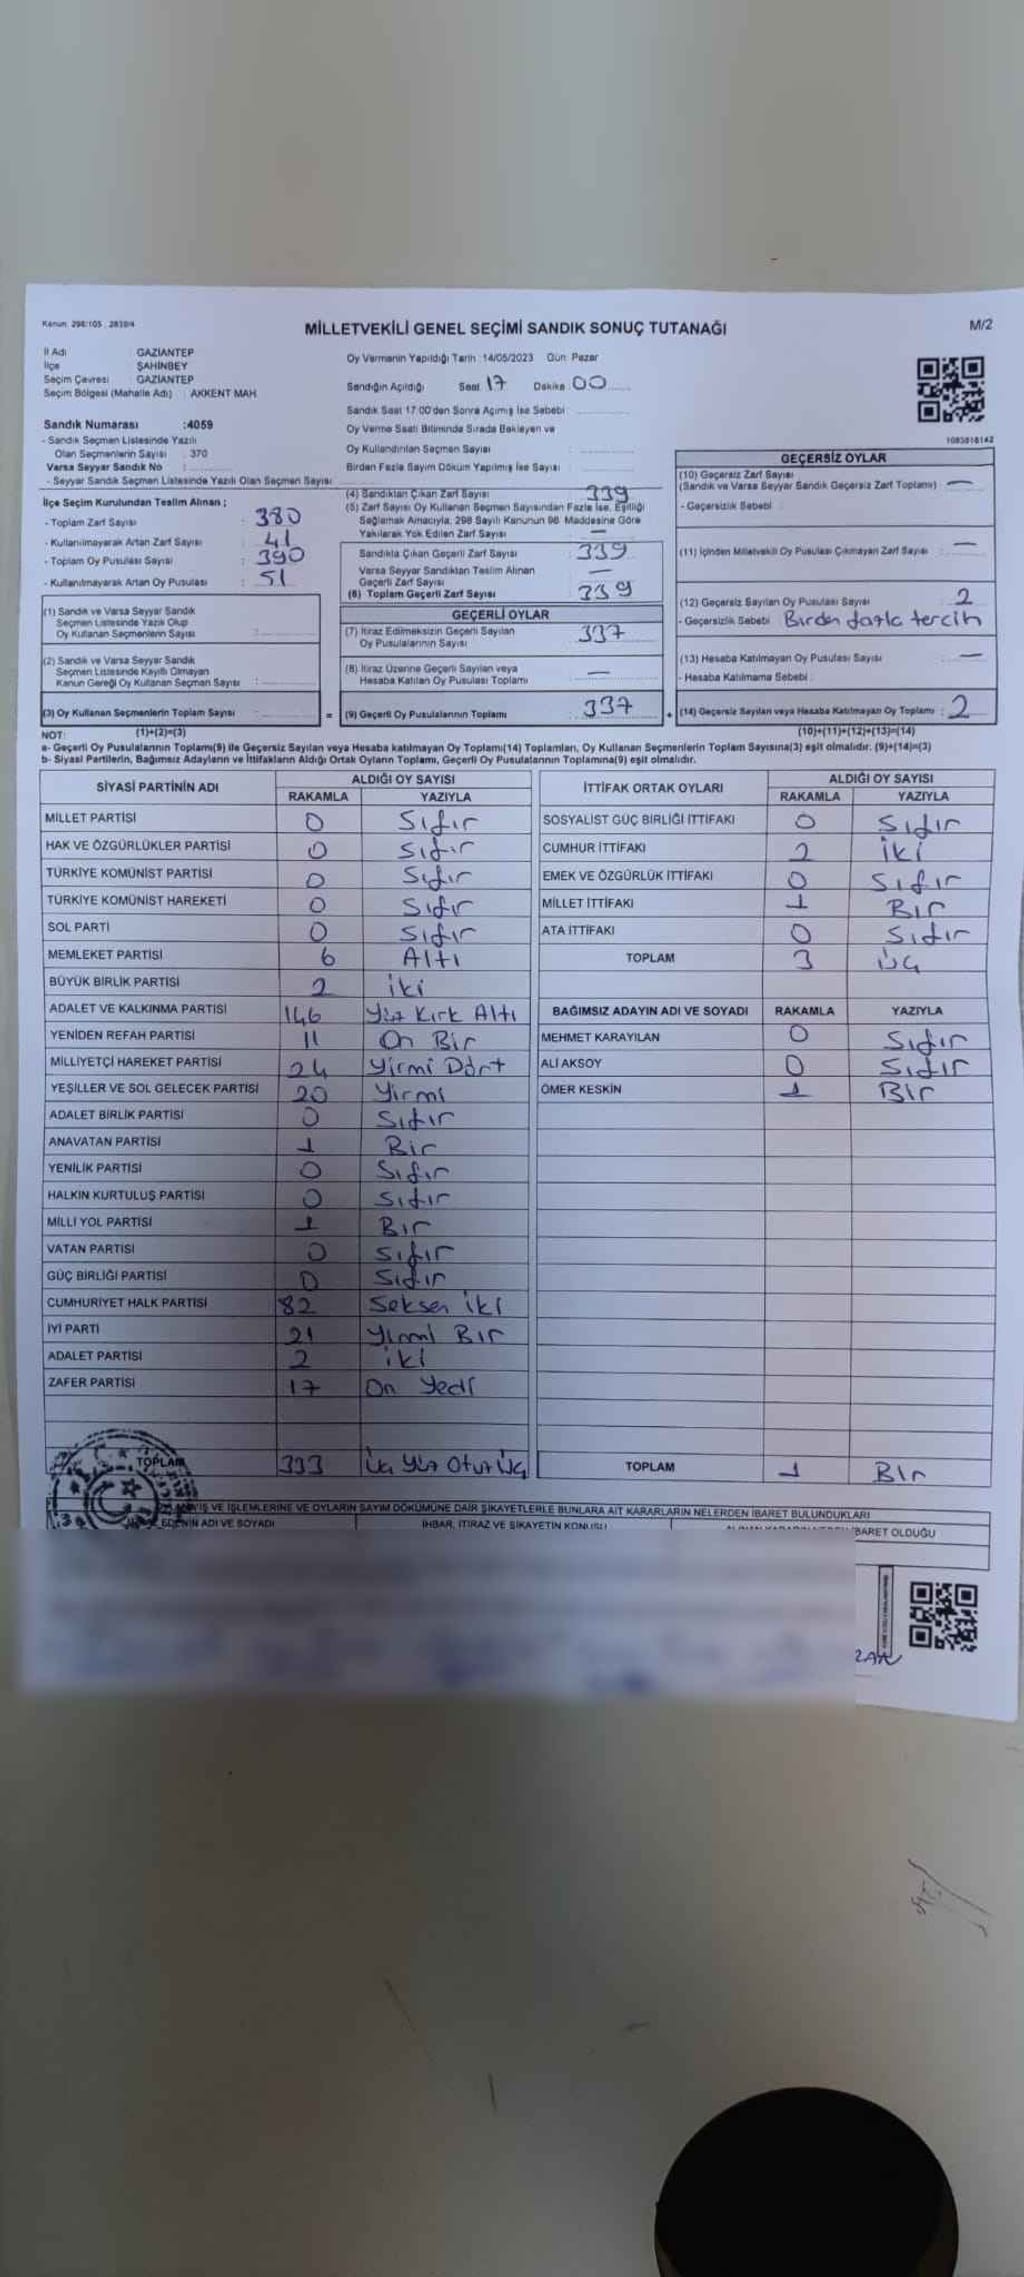 Kanun: 298/105 2839/4
MİLLETVEKİLİ GENEL SEÇİMİ SANDIK SONUÇ TUTANAĞI
M/2
İl Adı GAZİANTEP
İlçe ŞAHİNBEY
Seçim Çevresi GAZİANTEP
Seçim Bölgesi (Mahalle Adı) : AKKENT MAH
Sandık Numarası :4059
- Sandık Seçmen Listesinde Yazılı
Olan Seçmenlerin Sayısı : 370
Varsa Seyyar Sandık No :
- Seyyar Sandık Seçmen Listesinde Yazılı Olan Seçmen Sayısı
Oy Vermenin Yapıldığı Tarih :14/05/2023 Gün: Pazar
Sandığın Açıldığı Saat 17 Dakika 00
Sandık Saat 17:00'den Sonra Açımış İse Sebebi
Oy Verme Saati Bitiminde Sırada Bekleyen ve
Oy Kullandırılan Seçmen Sayısı
Birden Fazla Sayım Döküm Yapılmış İse Sayısı
1083818142
İlçe Seçim Kurulundan Teslim Alınan ;
- Toplam Zarf Sayısı : 380
- Kullanılmayarak Artan Zarf Sayısı : 41
- Toplam Oy Pusulası Sayısı : 390
- Kullanılmayarak Artan Oy Pusulası : 51
(1) Sandık ve Varsa Seyyar Sandık
Seçmen Listesinde Yazılı Olup
Oy Kullanan Seçmenlerin Sayısı
(2) Sandık ve Varsa Seyyar Sandık
Seçmen Listesinde Kayıtlı Olmayan
Kanun Gereği Oy Kullanan Seçmen Sayısı
(3) Oy Kullanan Seçmenlerin Toplam Sayısı
(4) Sandıktan Çıkan Zarf Sayısı 339
(5) Zarf Sayısı Oy Kullanan Seçmen Sayısından Fazla İse, Eşitliği
Sağlamak Amacıyla, 298 Sayılı Kanunun 98. Maddesine Göre
Yakılarak Yok Edilen Zarf Sayısı : —
Sandıkta Çıkan Geçerli Zarf Sayısı : 339
Varsa Seyyar Sandıktan Teslim Alınan
Geçerli Zarf Sayısı : —
(6) Toplam Geçerli Zarf Sayısı : 339
GEÇERLİ OYLAR
(7) İtiraz Edilmeksizin Geçerli Sayılan
Oy Pusulalarının Sayısı : 337
(8) İtiraz Üzerine Geçerli Sayılan veya
Hesaba Katılan Oy Pusulası Toplamı : —
= (9) Geçerli Oy Pusulalarının Toplamı : 337
GEÇERSİZ OYLAR
(10) Geçersiz Zarf Sayısı
(Sandık ve Varsa Seyyar Sandık Geçersiz Zarf Toplamı) : —
- Geçersizlik Sebebi
(11) İçinden Milletvekili Oy Pusulası Çıkmayan Zarf Sayısı : —
(12) Geçersiz Sayılan Oy Pusulası Sayısı : 2
- Geçersizlik Sebebi Birden fazla tercih
(13) Hesaba Katılmayan Oy Pusulası Sayısı : —
- Hesaba Katılmama Sebebi
+ (14) Geçersiz Sayılan veya Hesaba Katılmayan Oy Toplamı : 2
NOT: (1)+(2)=(3) (10)+(11)+(12)+(13)=(14)
a- Geçerli Oy Pusulalarının Toplamı(9) ile Geçersiz Sayılan veya Hesaba katılmayan Oy Toplamı(14) Toplamları, Oy Kullanan Seçmenlerin Toplam Sayısına(3) eşit olmalıdır. (9)+(14)=(3)
b- Siyasi Partilerin, Bağımsız Adayların ve İttifakların Aldığı Ortak Oyların Toplamı, Geçerli Oy Pusulalarının Toplamına(9) eşit olmalıdır.
SİYASİ PARTİNİN ADI ALDIĞI OY SAYISI
RAKAMLA YAZIYLA
MİLLET PARTİSİ 0 Sıfır
HAK VE ÖZGÜRLÜKLER PARTİSİ 0 Sıfır
TÜRKİYE KOMÜNİST PARTİSİ 0 Sıfır
TÜRKİYE KOMÜNİST HAREKETİ 0 Sıfır
SOL PARTİ 0 Sıfır
MEMLEKET PARTİSİ 6 Altı
BÜYÜK BİRLİK PARTİSİ 2 İki
ADALET VE KALKINMA PARTİSİ 146 Yüz Kırk Altı
YENİDEN REFAH PARTİSİ 11 On Bir
MİLLİYETÇİ HAREKET PARTİSİ 24 Yirmi Dört
YEŞİLLER VE SOL GELECEK PARTİSİ 20 Yirmi
ADALET BİRLİK PARTİSİ 0 Sıfır
ANAVATAN PARTİSİ 1 Bir
YENİLİK PARTİSİ 0 Sıfır
HALKIN KURTULUŞ PARTİSİ 0 Sıfır
MİLLİ YOL PARTİSİ 1 Bir
VATAN PARTİSİ 0 Sıfır
GÜÇ BİRLİĞİ PARTİSİ 0 Sıfır
CUMHURİYET HALK PARTİSİ 82 Seksen iki
İYİ PARTİ 21 Yirmi Bir
ADALET PARTİSİ 2 iki
ZAFER PARTİSİ 17 On Yedi
TOPLAM 333 Üç Yüz Otuz Üç
İTTİFAK ORTAK OYLARI ALDIĞI OY SAYISI
RAKAMLA YAZIYLA
SOSYALİST GÜÇ BİRLİĞİ İTTİFAKI 0 Sıfır
CUMHUR İTTİFAKI 2 İki
EMEK VE ÖZGÜRLÜK İTTİFAKI 0 Sıfır
MİLLET İTTİFAKI 1 Bir
ATA İTTİFAKI 0 Sıfır
TOPLAM 3 Üç
BAĞIMSIZ ADAYIN ADI VE SOYADI RAKAMLA YAZIYLA
MEHMET KARAYILAN 0 Sıfır
ALİ AKSOY 0 Sıfır
ÖMER KESKİN 1 Bir
TOPLAM 1 Bir
İŞ VE İŞLEMLERİNE VE OYLARIN SAYIM DÖKÜMÜNE DAİR ŞİKAYETLERLE BUNLARA AİT KARARLARIN NELERDEN İBARET BULUNDUKLARI
EDENİN ADI VE SOYADI İHBAR, İTİRAZ VE ŞİKAYETİN KONUSU BARET OLDUĞU